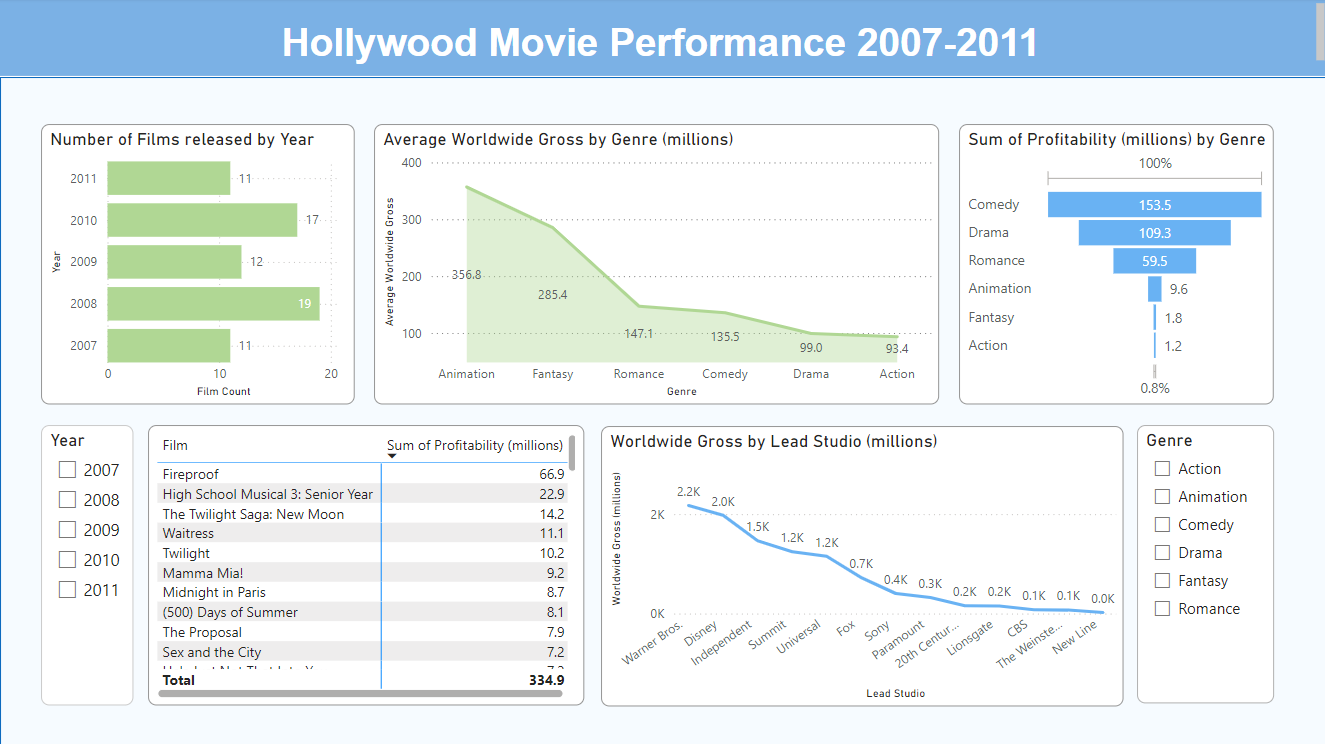 Hollywood Movie Performance 2007-2011
Number of Films released by Year
Year
2011 11
2010 17
2009 12
2008 19
2007 11
0 10 20
Film Count
Average Worldwide Gross by Genre (millions)
Average Worldwide Gross
400
300
200
100
356.8
285.4
147.1
135.5
99.0
93.4
Animation Fantasy Romance Comedy Drama Action
Genre
Sum of Profitability (millions) by Genre
100%
Comedy 153.5
Drama 109.3
Romance 59.5
Animation 9.6
Fantasy 1.8
Action 1.2
0.8%
Year
2007
2008
2009
2010
2011
Film Sum of Profitability (millions)
Fireproof 66.9
High School Musical 3: Senior Year 22.9
The Twilight Saga: New Moon 14.2
Waitress 11.1
Twilight 10.2
Mamma Mia! 9.2
Midnight in Paris 8.7
(500) Days of Summer 8.1
The Proposal 7.9
Sex and the City 7.2
Total 334.9
Worldwide Gross by Lead Studio (millions)
Worldwide Gross (millions)
2K
0K
2.2K
2.0K
1.5K
1.2K
1.2K
0.7K
0.4K
0.3K
0.2K
0.2K
0.1K
0.1K
0.0K
Warner Bros.
Disney
Independent
Summit
Universal
Fox
Sony
Paramount
20th Centur...
Lionsgate
CBS
The Weinste...
New Line
Lead Studio
Genre
Action
Animation
Comedy
Drama
Fantasy
Romance